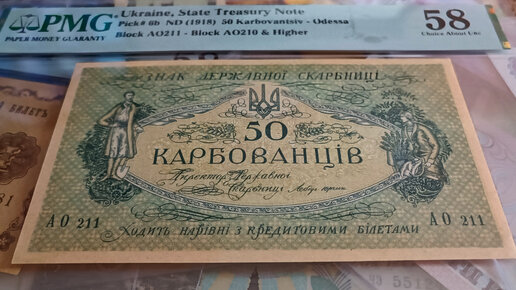 PMG
PAPER MONEY GUARANTY
Ukraine, State Treasury Note
Pick# 6b ND (1918) 50 Karbovantsiv - Odessa
Block AO211 - Block AO210 & Higher
58
Choice About Unc
ЗНАК ДЕРЖАВНОЇ СКАРБНИЦІ
50
КАРБОВАНЦІВ
Директор Державної
Скарбниці
АО 211
АО 211
Ходить нарівні з кредитовими білетами